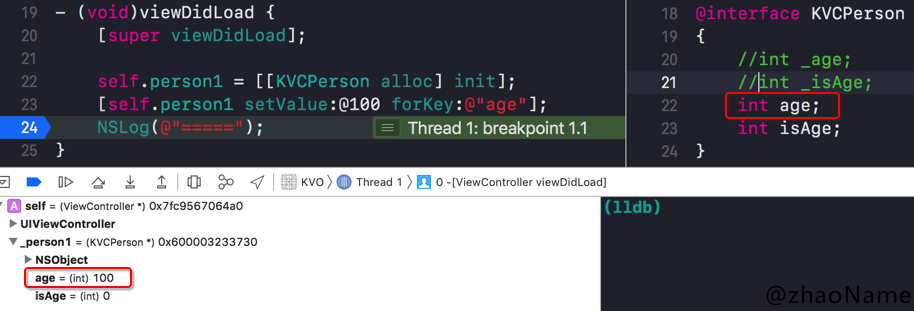 19 - (void)viewDidLoad {
20 [super viewDidLoad];
21
22 self.person1 = [[KVCPerson alloc] init];
23 [self.person1 setValue:@100 forKey:@"age"];
24 NSLog(@"=====");
Thread 1: breakpoint 1.1
25 }
18 @interface KVCPerson
19 {
20 //int _age;
21 //int _isAge;
22 int age;
23 int isAge;
24 }
KVO
Thread 1
0 -[ViewController viewDidLoad]
A self = (ViewController *) 0x7fc9567064a0
UIViewController
_person1 = (KVCPerson *) 0x600003233730
NSObject
age = (int) 100
isAge = (int) 0
(lldb)
@zhaoName